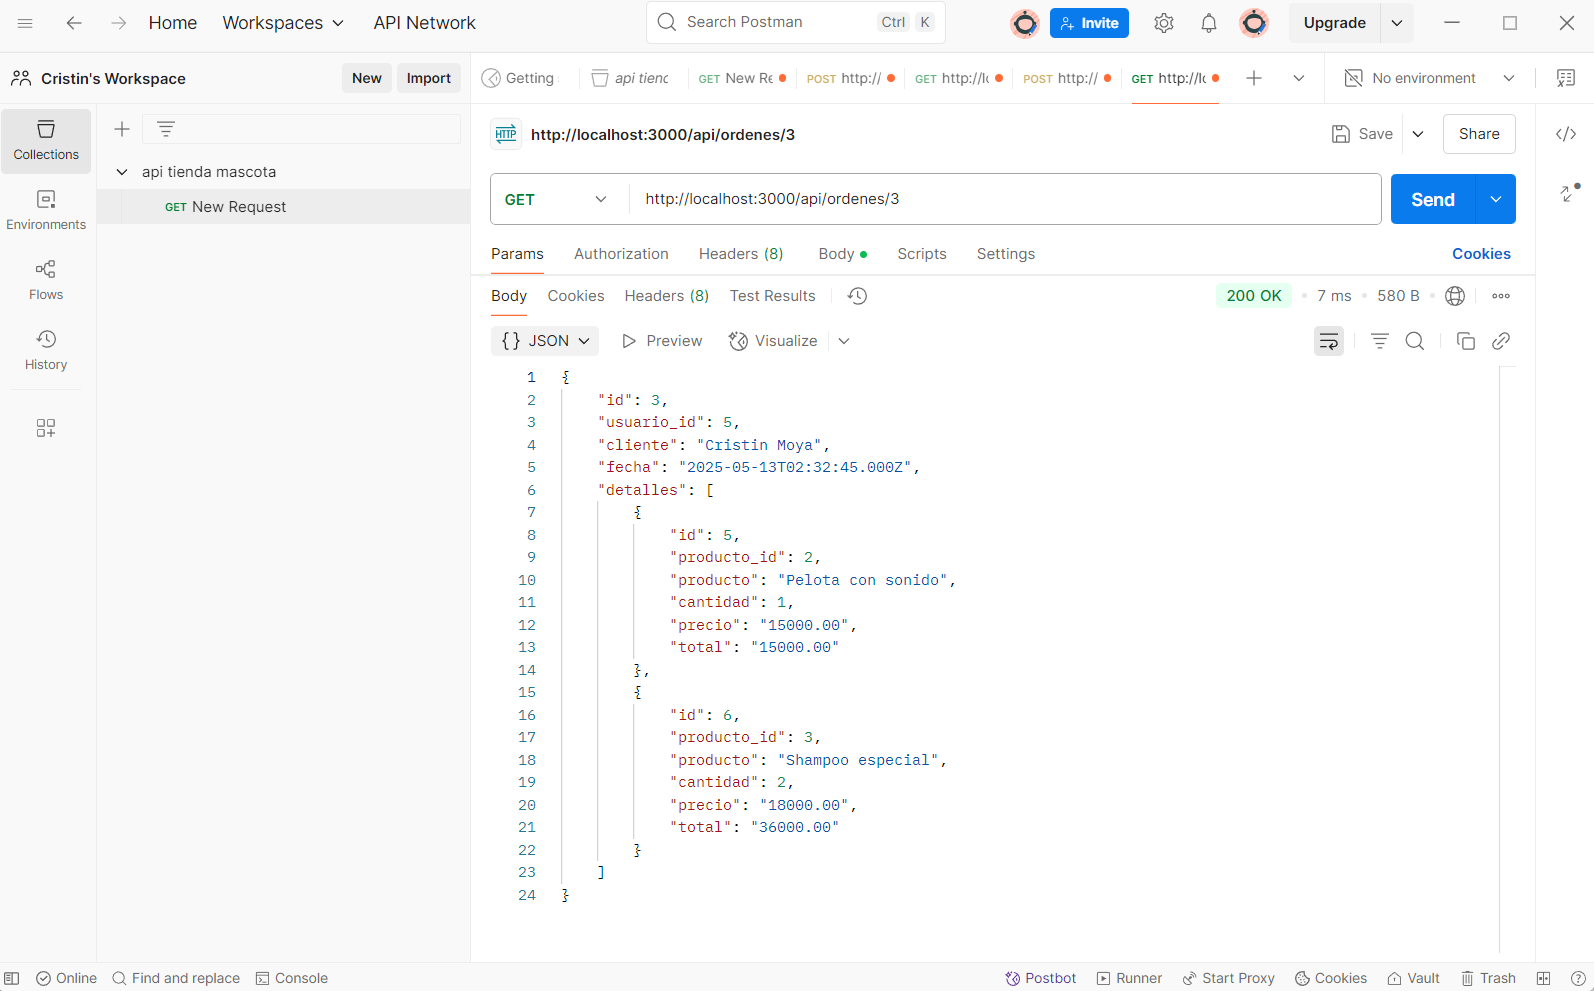 Home Workspaces API Network Search Postman Ctrl K Invite Upgrade
Cristin's Workspace New Import Getting api tienc GET New Re POST http:// GET http://lc POST http:// GET http://lc No environment
Collections
Environments
Flows
History
api tienda mascota
GET New Request
HTTP http://localhost:3000/api/ordenes/3 Save Share
GET http://localhost:3000/api/ordenes/3 Send
Params Authorization Headers (8) Body Scripts Settings Cookies
Body Cookies Headers (8) Test Results 200 OK 7 ms 580 B
{} JSON Preview Visualize
1 {
2 "id": 3,
3 "usuario_id": 5,
4 "cliente": "Cristin Moya",
5 "fecha": "2025-05-13T02:32:45.000Z",
6 "detalles": [
7 {
8 "id": 5,
9 "producto_id": 2,
10 "producto": "Pelota con sonido",
11 "cantidad": 1,
12 "precio": "15000.00",
13 "total": "15000.00"
14 },
15 {
16 "id": 6,
17 "producto_id": 3,
18 "producto": "Shampoo especial",
19 "cantidad": 2,
20 "precio": "18000.00",
21 "total": "36000.00"
22 }
23 ]
24 }
Online Find and replace Console Postbot Runner Start Proxy Cookies Vault Trash